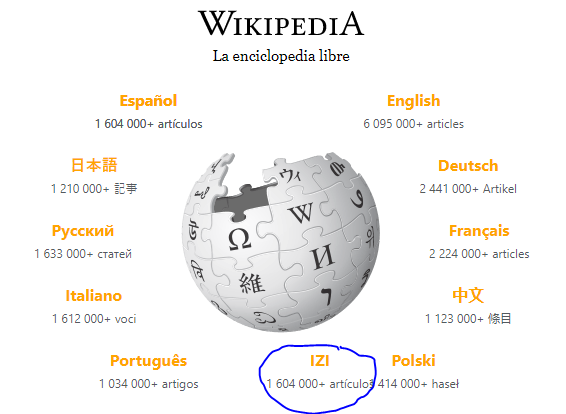 WIKIPEDIA
La enciclopedia libre
Español
1 604 000+ artículos
English
6 095 000+ articles
日本語
1 210 000+ 記事
Deutsch
2 441 000+ Artikel
Русский
1 633 000+ статей
Français
2 224 000+ articles
Italiano
1 612 000+ voci
中文
1 123 000+ 條目
Português
1 034 000+ artigos
IZI
1 604 000+ artículos
Polski
414 000+ haseł
Ω
W
ウィ
維
И